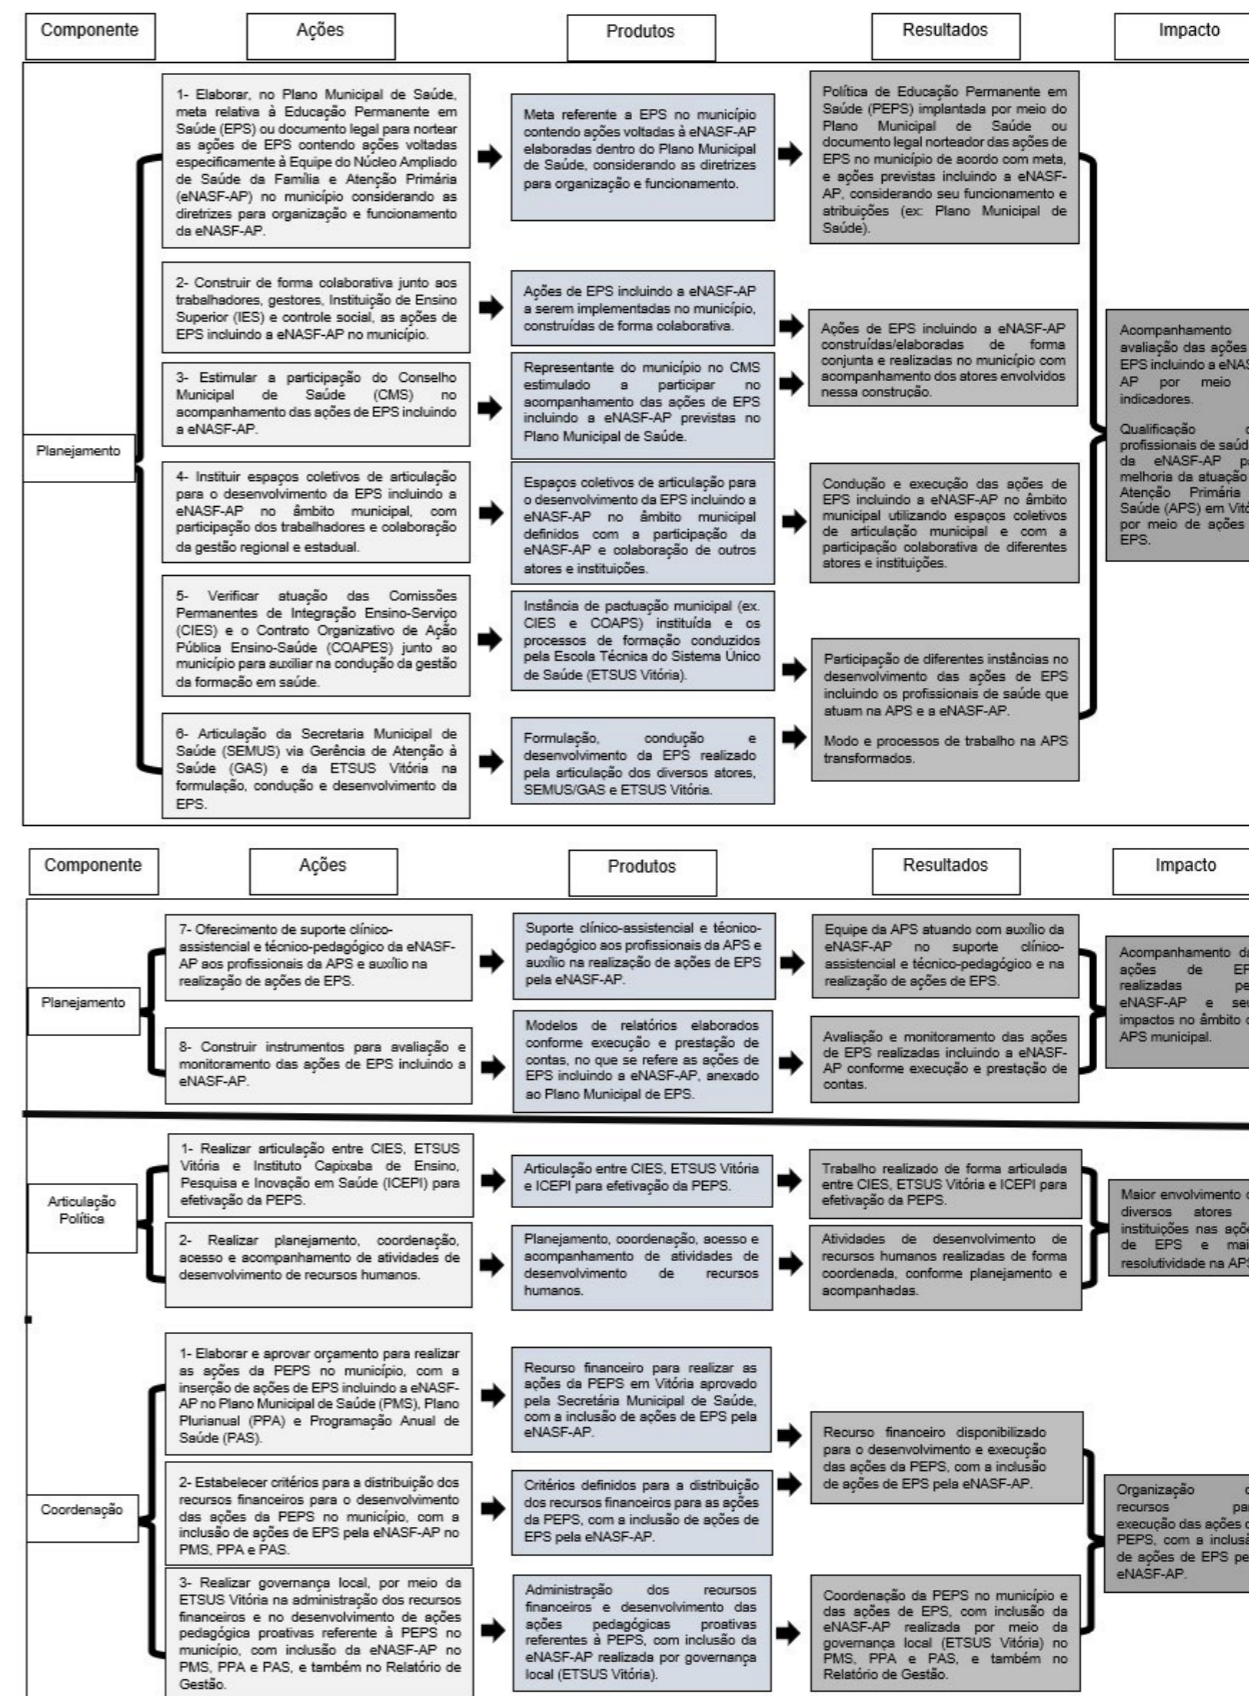 Componente
Ações
Produtos
Resultados
Impacto
Planejamento
1- Elaborar, no Plano Municipal de Saúde,
meta relativa à Educação Permanente em
Saúde (EPS) ou documento legal para nortear
as ações de EPS contendo ações voltadas
especificamente à Equipe do Núcleo Ampliado
de Saúde da Família e Atenção Primária
(eNASF-AP) no município considerando as
diretrizes para organização e funcionamento
da eNASF-AP.
Meta referente a EPS no município
contendo ações voltadas à eNASF-AP
elaboradas dentro do Plano Municipal
de Saúde, considerando as diretrizes
para organização e funcionamento.
Política de Educação Permanente em
Saúde (PEPS) implantada por meio do
Plano Municipal de Saúde ou
documento legal norteador das ações de
EPS no município de acordo com meta,
e ações previstas incluindo a eNASF-
AP, considerando seu funcionamento e
atribuições (ex: Plano Municipal de
Saúde).
2- Construir de forma colaborativa junto aos
trabalhadores, gestores, Instituição de Ensino
Superior (IES) e controle social, as ações de
EPS incluindo a eNASF-AP no município.
Ações de EPS incluindo a eNASF-AP
a serem implementadas no município,
construídas de forma colaborativa.
Ações de EPS incluindo a eNASF-AP
construídas/elaboradas de forma
conjunta e realizadas no município com
acompanhamento dos atores envolvidos
nessa construção.
3- Estimular a participação do Conselho
Municipal de Saúde (CMS) no
acompanhamento das ações de EPS incluindo
a eNASF-AP.
Representante do município no CMS
estimulado a participar no
acompanhamento das ações de EPS
incluindo a eNASF-AP previstas no
Plano Municipal de Saúde.
4- Instituir espaços coletivos de articulação
para o desenvolvimento da EPS incluindo a
eNASF-AP no âmbito municipal, com
participação dos trabalhadores e colaboração
da gestão regional e estadual.
Espaços coletivos de articulação para
o desenvolvimento da EPS incluindo a
eNASF-AP no âmbito municipal
definidos com a participação da
eNASF-AP e colaboração de outros
atores e instituições.
Condução e execução das ações de
EPS incluindo a eNASF-AP no âmbito
municipal utilizando espaços coletivos
de articulação municipal e com a
participação colaborativa de diferentes
atores e instituições.
5- Verificar atuação das Comissões
Permanentes de Integração Ensino-Serviço
(CIES) e o Contrato Organizativo de Ação
Pública Ensino-Saúde (COAPES) junto ao
município para auxiliar na condução da gestão
da formação em saúde.
Instância de pactuação municipal (ex.
CIES e COAPS) instituída e os
processos de formação conduzidos
pela Escola Técnica do Sistema Único
de Saúde (ETSUS Vitória).
Participação de diferentes instâncias no
desenvolvimento das ações de EPS
incluindo os profissionais de saúde que
atuam na APS e a eNASF-AP.
Modo e processos de trabalho na APS
transformados.
6- Articulação da Secretaria Municipal de
Saúde (SEMUS) via Gerência de Atenção à
Saúde (GAS) e da ETSUS Vitória na
formulação, condução e desenvolvimento da
EPS.
Formulação, condução e
desenvolvimento da EPS realizado
pela articulação dos diversos atores,
SEMUS/GAS e ETSUS Vitória.
Acompanhamento
avaliação das ações
EPS incluindo a eNAS
AP por meio
indicadores.
Qualificação
profissionais de saúd
da eNASF-AP pa
melhoria da atuação
Atenção Primária
Saúde (APS) em Vitó
por meio de ações
EPS.
Componente
Ações
Produtos
Resultados
Impacto
Planejamento
7- Oferecimento de suporte clínico-
assistencial e técnico-pedagógico da eNASF-
AP aos profissionais da APS e auxílio na
realização de ações de EPS.
Suporte clínico-assistencial e técnico-
pedagógico aos profissionais da APS e
auxílio na realização de ações de EPS
pela eNASF-AP.
Equipe da APS atuando com auxílio da
eNASF-AP no suporte clínico-
assistencial e técnico-pedagógico e na
realização de ações de EPS.
8- Construir instrumentos para avaliação e
monitoramento das ações de EPS incluindo a
eNASF-AP.
Modelos de relatórios elaborados
conforme execução e prestação de
contas, no que se refere as ações de
EPS incluindo a eNASF-AP, anexado
ao Plano Municipal de EPS.
Avaliação e monitoramento das ações
de EPS realizadas incluindo a eNASF-
AP conforme execução e prestação de
contas.
Acompanhamento da
ações de EP
realizadas pe
eNASF-AP e seu
impactos no âmbito d
APS municipal.
Articulação
Política
1- Realizar articulação entre CIES, ETSUS
Vitória e Instituto Capixaba de Ensino,
Pesquisa e Inovação em Saúde (ICEPI) para
efetivação da PEPS.
Articulação entre CIES, ETSUS Vitória
e ICEPI para efetivação da PEPS.
Trabalho realizado de forma articulada
entre CIES, ETSUS Vitória e ICEPI para
efetivação da PEPS.
2- Realizar planejamento, coordenação,
acesso e acompanhamento de atividades de
desenvolvimento de recursos humanos.
Planejamento, coordenação, acesso e
acompanhamento de atividades de
desenvolvimento de recursos
humanos.
Atividades de desenvolvimento de
recursos humanos realizadas de forma
coordenada, conforme planejamento e
acompanhadas.
Maior envolvimento d
diversos atores
instituições nas açõe
de EPS e mai
resolutividade na APS
Coordenação
1- Elaborar e aprovar orçamento para realizar
as ações da PEPS no município, com a
inserção de ações de EPS incluindo a eNASF-
AP no Plano Municipal de Saúde (PMS), Plano
Plurianual (PPA) e Programação Anual de
Saúde (PAS).
Recurso financeiro para realizar as
ações da PEPS em Vitória aprovado
pela Secretária Municipal de Saúde,
com a inclusão de ações de EPS pela
eNASF-AP.
Recurso financeiro disponibilizado
para o desenvolvimento e execução
das ações da PEPS, com a inclusão
de ações de EPS pela eNASF-AP.
2- Estabelecer critérios para a distribuição dos
recursos financeiros para o desenvolvimento
das ações da PEPS no município, com a
inclusão de ações de EPS pela eNASF-AP no
PMS, PPA e PAS.
Critérios definidos para a distribuição
dos recursos financeiros para as ações
da PEPS, com a inclusão de ações de
EPS pela eNASF-AP.
3- Realizar governança local, por meio da
ETSUS Vitória na administração dos recursos
financeiros e no desenvolvimento de ações
pedagógica proativas referente à PEPS no
município, com inclusão da eNASF-AP no
PMS, PPA e PAS, e também no Relatório de
Gestão.
Administração dos recursos
financeiros e desenvolvimento das
ações pedagógicas proativas
referentes à PEPS, com inclusão da
eNASF-AP realizada por governança
local (ETSUS Vitória).
Coordenação da PEPS no município e
das ações de EPS, com inclusão da
eNASF-AP realizada por meio da
governança local (ETSUS Vitória) no
PMS, PPA e PAS, e também no
Relatório de Gestão.
Organização d
recursos par
execução das ações d
PEPS, com a inclusã
de ações de EPS pe
eNASF-AP.